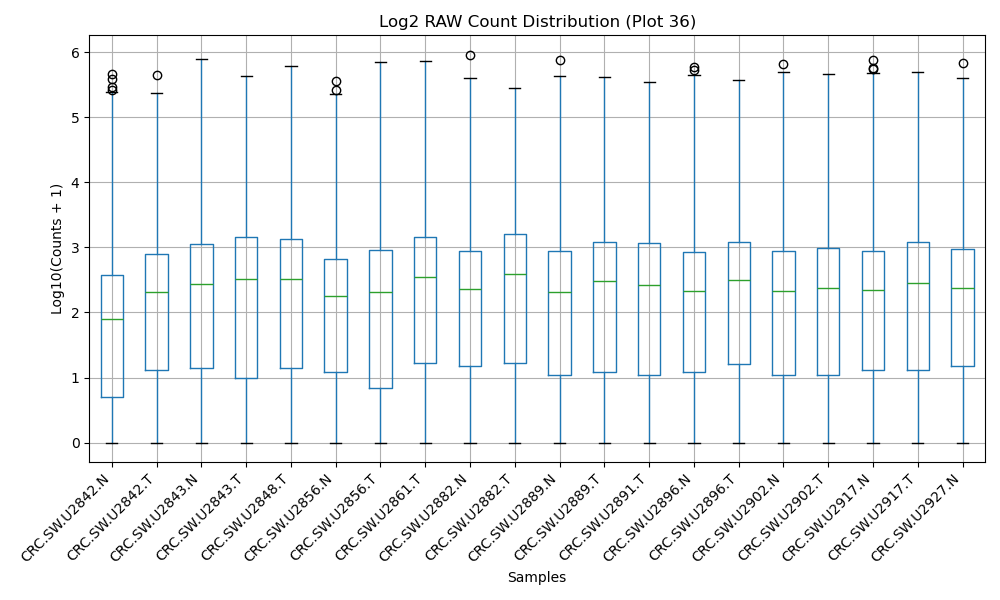 Log2 RAW Count Distribution (Plot 36)
Log10(Counts + 1)
6
5
4
3
2
1
0
CRC.SW.U2842.N
CRC.SW.U2842.T
CRC.SW.U2843.N
CRC.SW.U2843.T
CRC.SW.U2848.T
CRC.SW.U2856.N
CRC.SW.U2856.T
CRC.SW.U2861.T
CRC.SW.U2882.N
CRC.SW.U2882.T
CRC.SW.U2889.N
CRC.SW.U2889.T
CRC.SW.U2891.T
CRC.SW.U2896.N
CRC.SW.U2896.T
CRC.SW.U2902.N
CRC.SW.U2902.T
CRC.SW.U2917.N
CRC.SW.U2917.T
CRC.SW.U2927.N
Samples